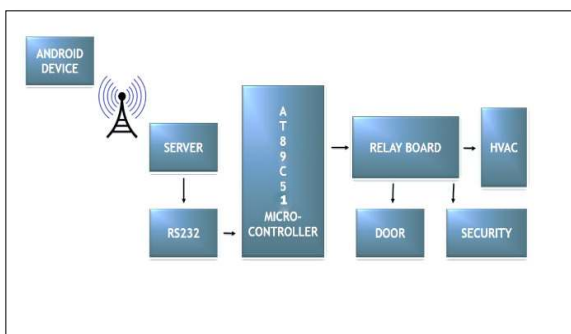 ANDROID
DEVICE
SERVER
RS232
A
T
8
9
C
5
1
MICRO-
CONTROLLER
RELAY BOARD
HVAC
DOOR
SECURITY